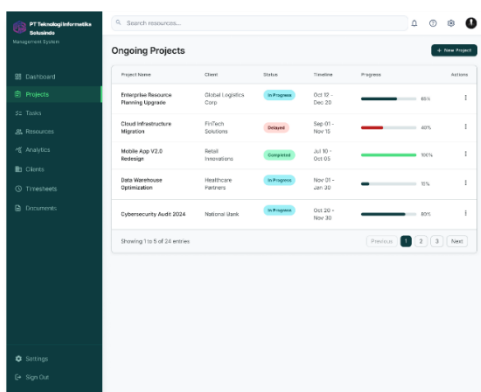 PT Teknologi Informatika
Solusindo
Management System
Search resources...
Dashboard
Projects
Tasks
Resources
Analytics
Clients
Timesheets
Documents
Settings
Sign Out
Ongoing Projects
+ New Project
Project Name Client Status Timeline Progress Actions
Enterprise Resource
Planning Upgrade
Global Logistics
Corp
In Progress
Oct 12 -
Dec 20
Cloud Infrastructure
Migration
FinTech
Solutions
Delayed
Sep 01 -
Nov 15
40%
Mobile App V2.0
Redesign
Retail
Innovations
Completed
Jul 10 -
Oct 05
100%
Data Warehouse
Optimization
Healthcare
Partners
In Progress
Nov 01 -
Jan 30
Cybersecurity Audit 2024
National Bank
In Progress
Oct 20 -
Nov 30
80%
Showing 1 to 5 of 24 entries
Previous 1 2 3 Next